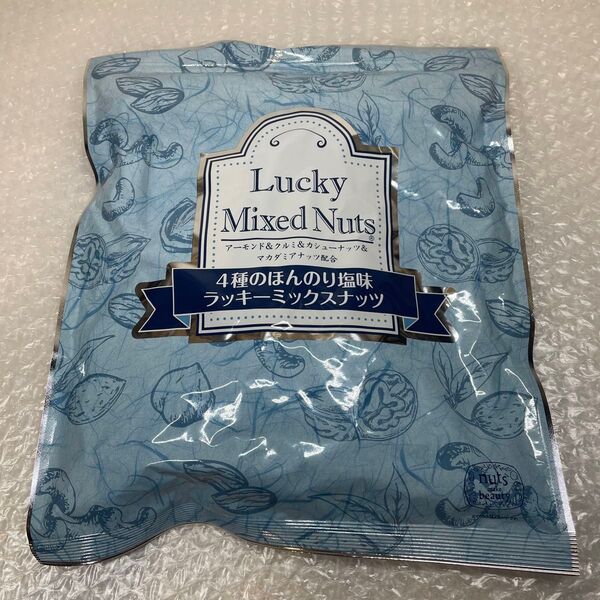 Lucky
Mixed Nuts®
アーモンド&クルミ&カシューナッツ&
マカダミアナッツ配合
4種のほんのり塩味
ラッキーミックスナッツ
nuts
beauty